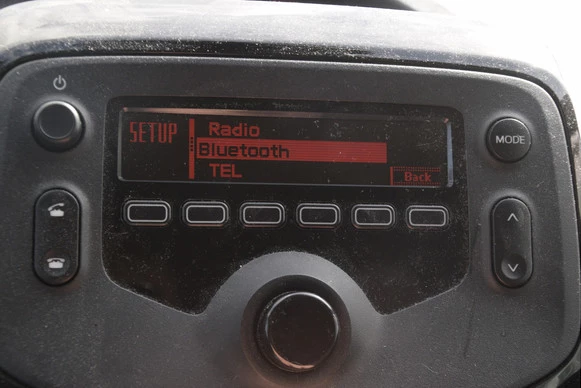 SETUP
Radio
Bluetooth
TEL
Back
MODE